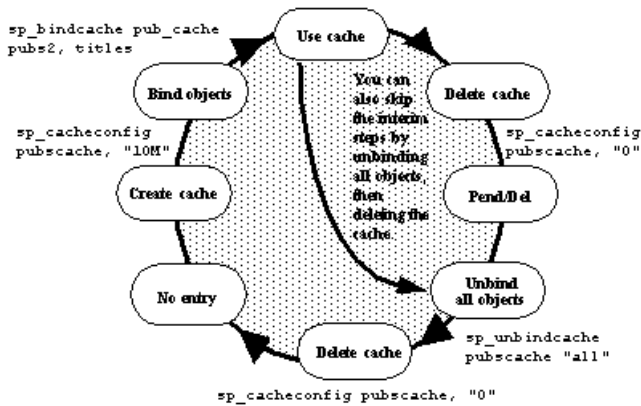 sp_bindcache pub_cache
pubs2, titles
Use cache
Bind objects
You can
also skip
the interim
steps by
unbinding
all objects,
then
deleting the
cache.
Delete cache
sp_cacheconfig
pubscache, "10M"
sp_cacheconfig
pubscache, "0"
Create cache
Pend/Del
No entry
Unbind
all objects
Delete cache
sp_unbindcache
pubscache "all"
sp_cacheconfig pubscache, "0"